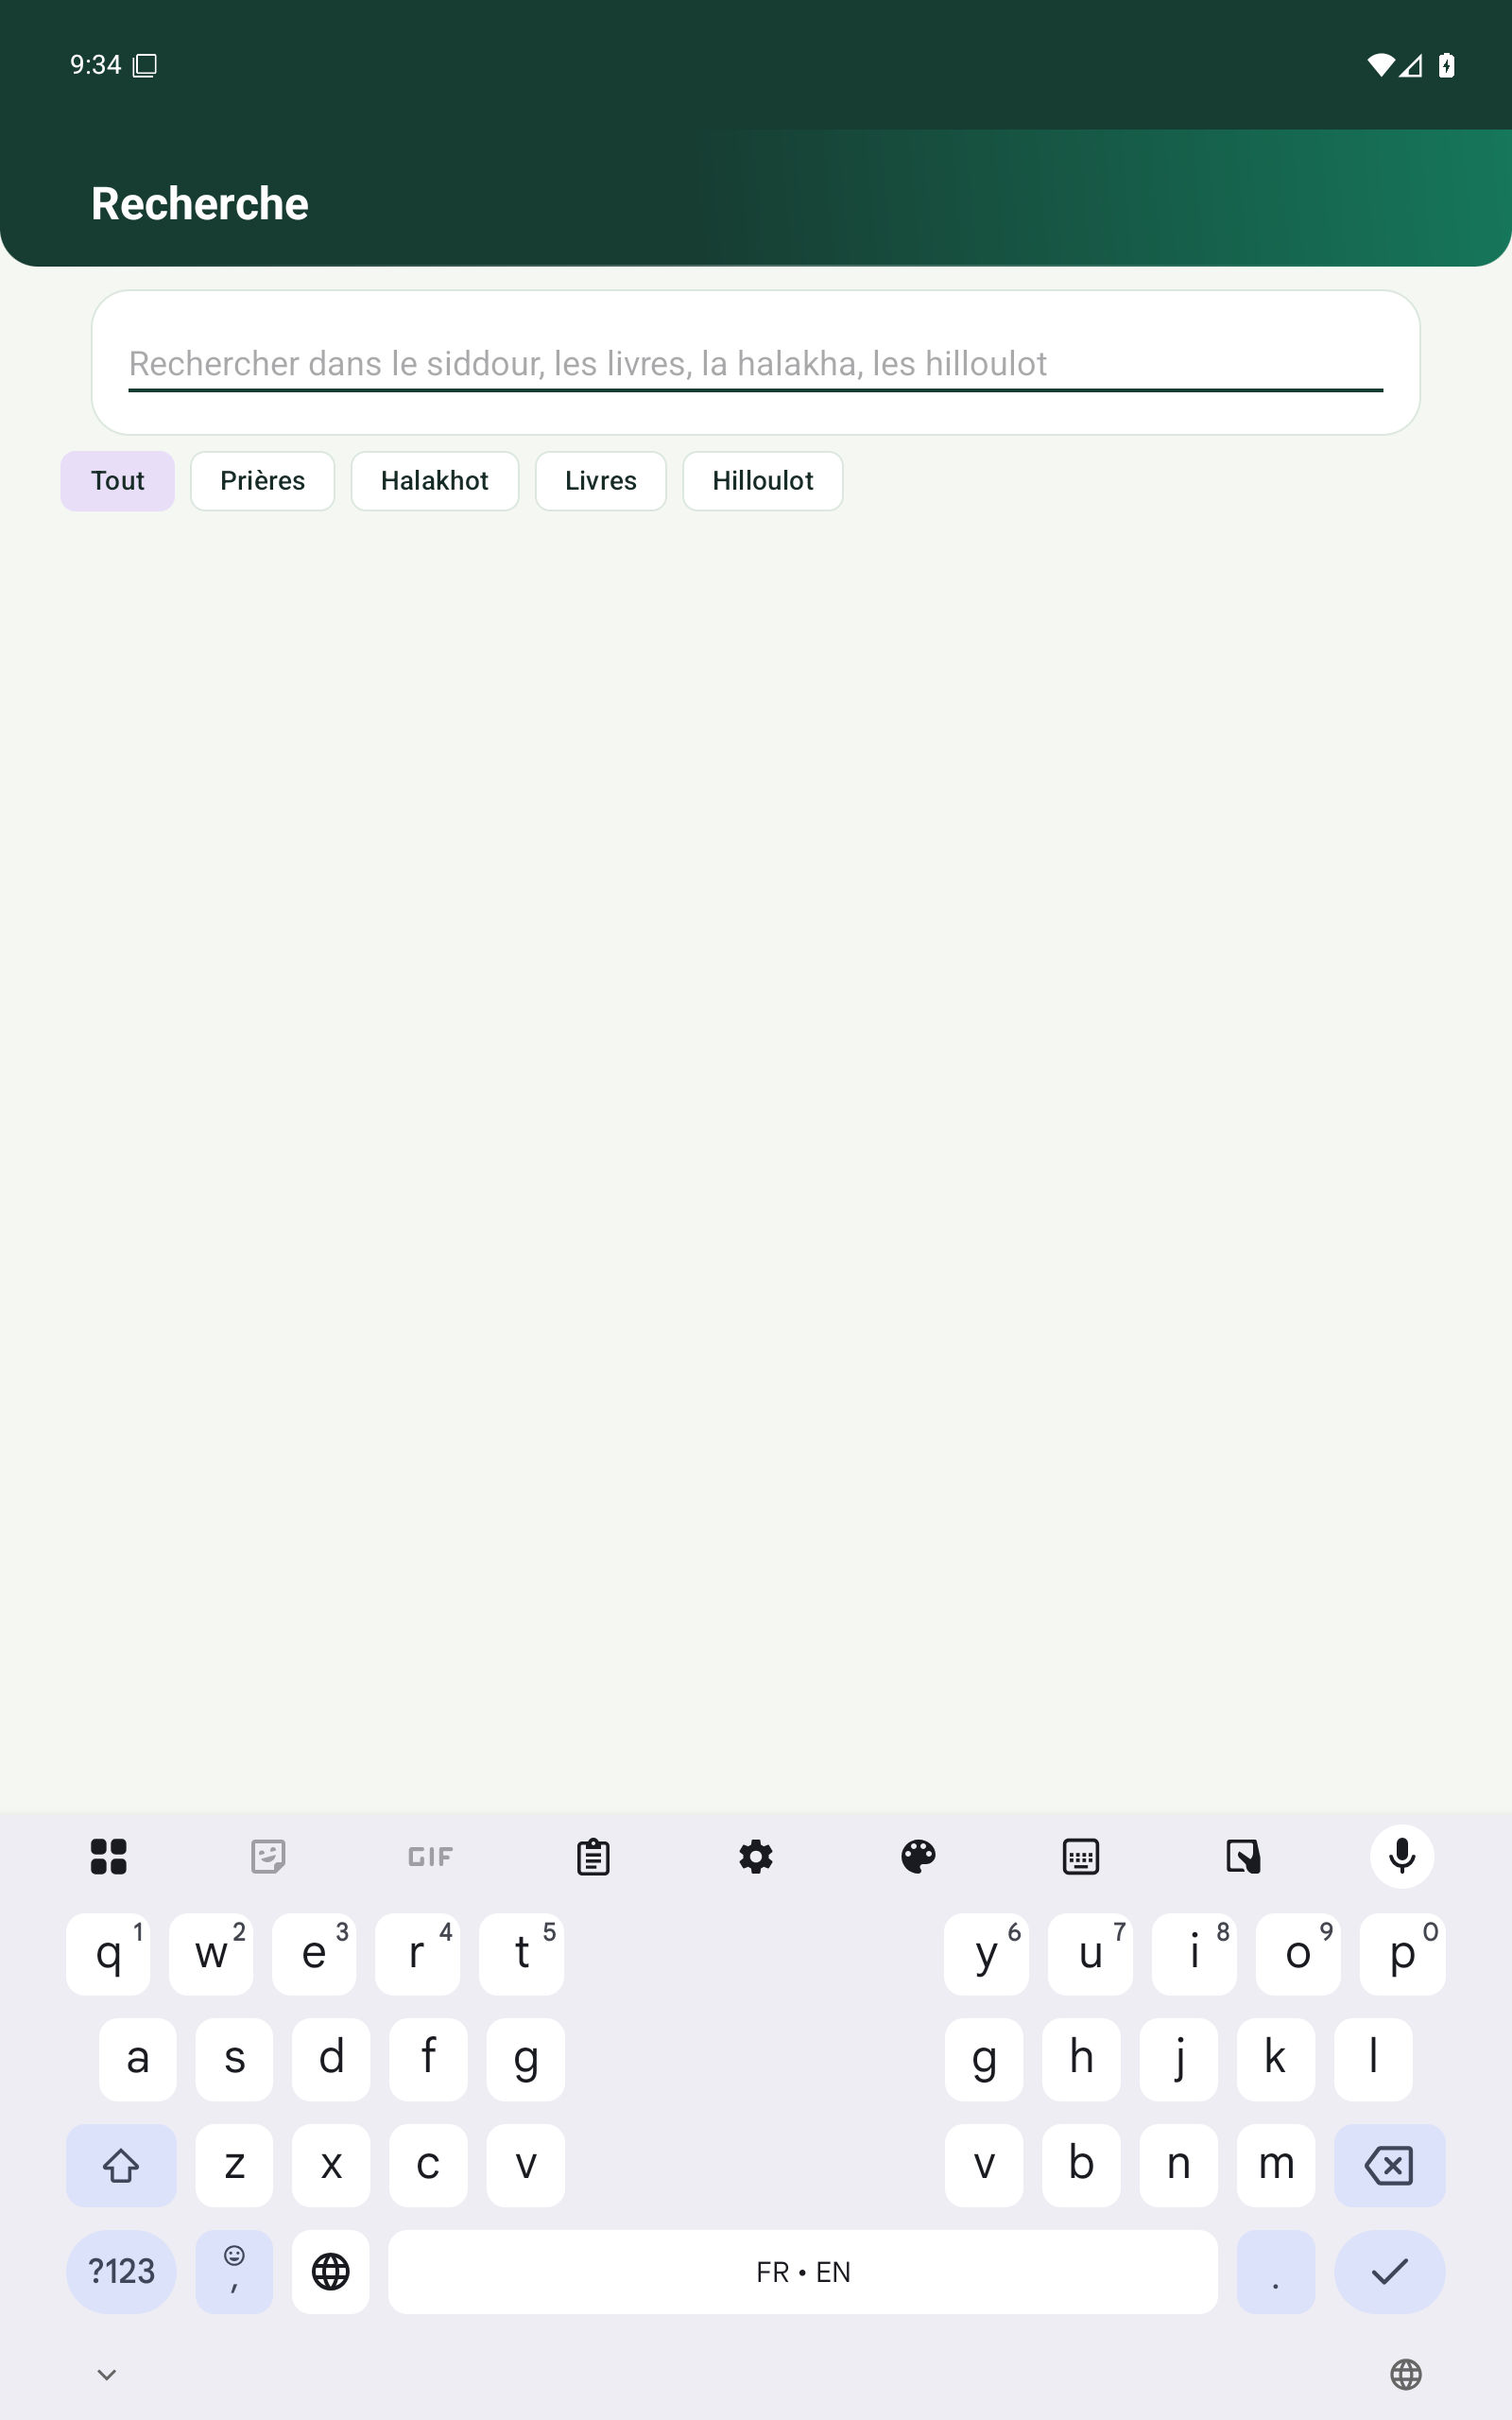 9:34
Recherche
Rechercher dans le siddour, les livres, la halakha, les hilloulot
Tout Prières Halakhot Livres Hilloulot
GIF
q 1 w 2 e 3 r 4 t 5 y 6 u 7 i 8 o 9 p 0
a s d f g g h j k l
z x c v v b n m
?123 , FR • EN .